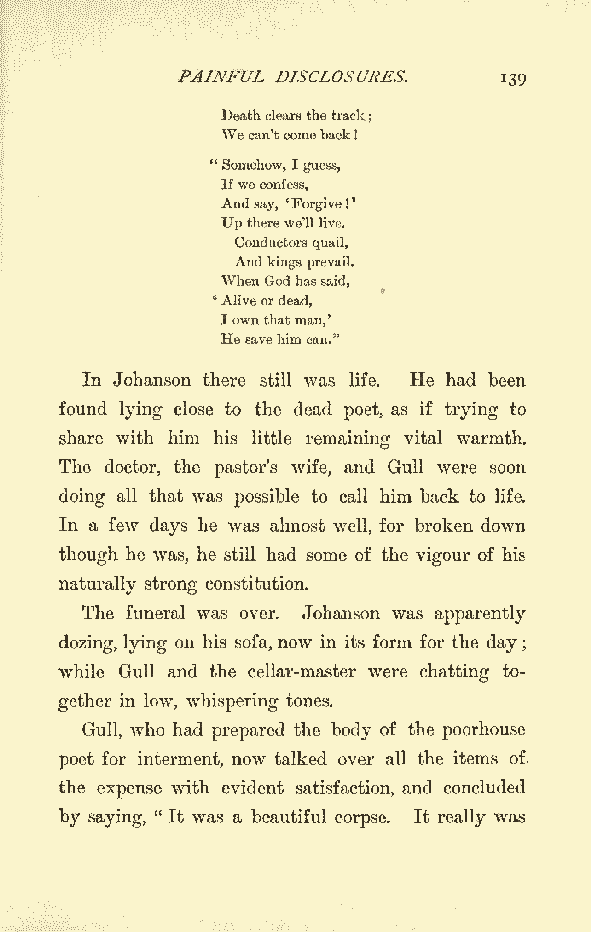 PAINFUL DISCLOSURES. 139
Death clears the track;
We can't come back!
"Somehow, I guess,
If we confess,
And say, 'Forgive!'
Up there we'll live.
Conductors quail,
And kings prevail.
When God has said,
'Alive or dead,
I own that man,'
He save him can."
In Johanson there still was life. He had been
found lying close to the dead poet, as if trying to
share with him his little remaining vital warmth.
The doctor, the pastor's wife, and Gull were soon
doing all that was possible to call him back to life.
In a few days he was almost well, for broken down
though he was, he still had some of the vigour of his
naturally strong constitution.
The funeral was over. Johanson was apparently
dozing, lying on his sofa, now in its form for the day;
while Gull and the cellar-master were chatting to-
gether in low, whispering tones.
Gull, who had prepared the body of the poorhouse
poet for interment, now talked over all the items of
the expense with evident satisfaction, and concluded
by saying, "It was a beautiful corpse. It really was